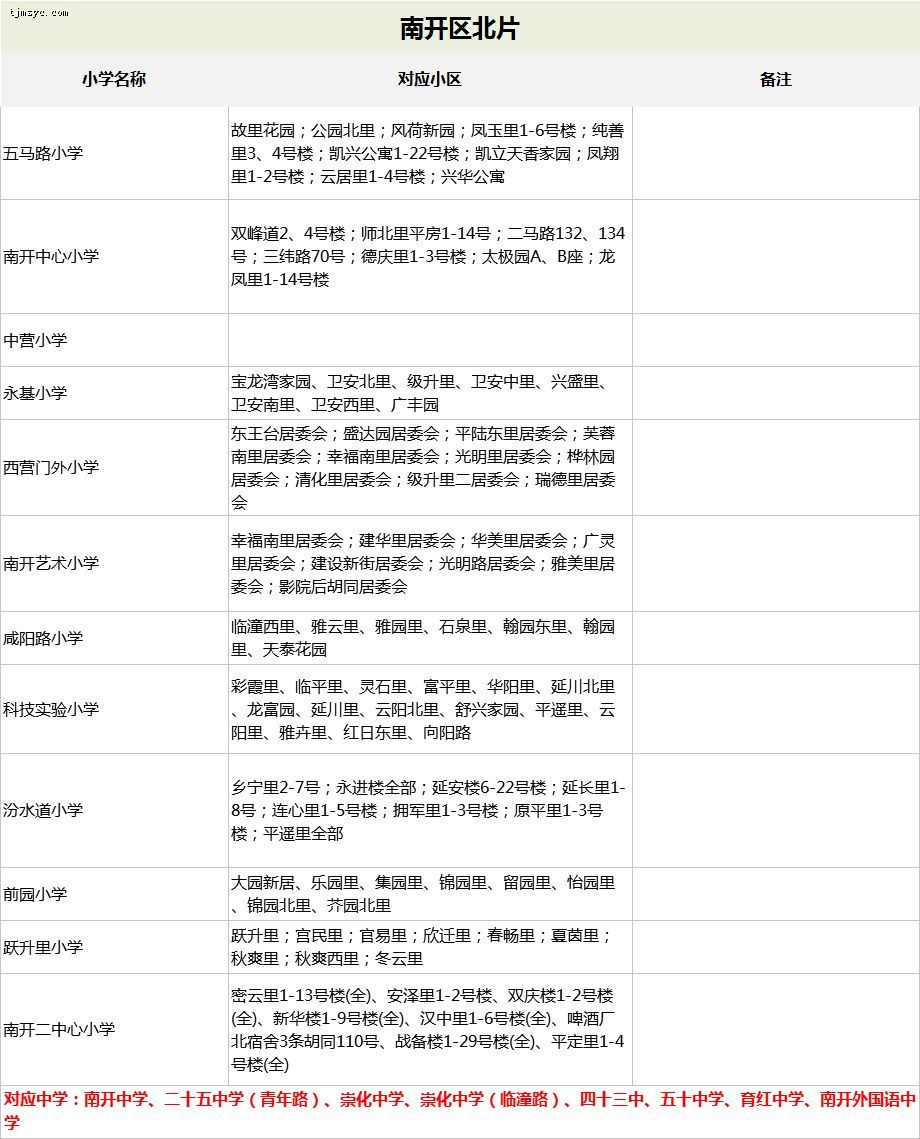 tjmsyc.com
南开区北片
小学名称 对应小区 备注
五马路小学
故里花园；公园北里；风荷新园；凤玉里1-6号楼；纯善
里3、4号楼；凯兴公寓1-22号楼；凯立天香家园；凤翔
里1-2号楼；云居里1-4号楼；兴华公寓
南开中心小学
双峰道2、4号楼；师北里平房1-14号；二马路132、134
号；三纬路70号；德庆里1-3号楼；太极园A、B座；龙
凤里1-14号楼
中营小学
永基小学
宝龙湾家园、卫安北里、级升里、卫安中里、兴盛里、
卫安南里、卫安西里、广丰园
西营门外小学
东王台居委会；盛达园居委会；平陆东里居委会；芙蓉
南里居委会；幸福南里居委会；光明里居委会；桦林园
居委会；清化里居委会；级升里二居委会；瑞德里居委
会
南开艺术小学
幸福南里居委会；建华里居委会；华美里居委会；广灵
里居委会；建设新街居委会；光明路居委会；雅美里居
委会；影院后胡同居委会
咸阳路小学
临潼西里、雅云里、雅园里、石泉里、翰园东里、翰园
里、天泰花园
科技实验小学
彩霞里、临平里、灵石里、富平里、华阳里、延川北里
、龙富园、延川里、云阳北里、舒兴家园、平遥里、云
阳里、雅卉里、红日东里、向阳路
汾水道小学
乡宁里2-7号；永进楼全部；延安楼6-22号楼；延长里1-
8号；连心里1-5号楼；拥军里1-3号楼；原平里1-3号
楼；平遥里全部
前园小学
大园新居、乐园里、集园里、锦园里、留园里、怡园里
、锦园北里、芥园北里
跃升里小学
跃升里；宫民里；官易里；欣迁里；春畅里；夏茵里；
秋爽里；秋爽西里；冬云里
南开二中心小学
密云里1-13号楼(全)、安泽里1-2号楼、双庆楼1-2号楼
(全)、新华楼1-9号楼(全)、汉中里1-6号楼(全)、啤酒厂
北宿舍3条胡同110号、战备楼1-29号楼(全)、平定里1-4
号楼(全)
对应中学：南开中学、二十五中学（青年路）、崇化中学、崇化中学（临潼路）、四十三中、五十中学、育红中学、南开外国语中
学